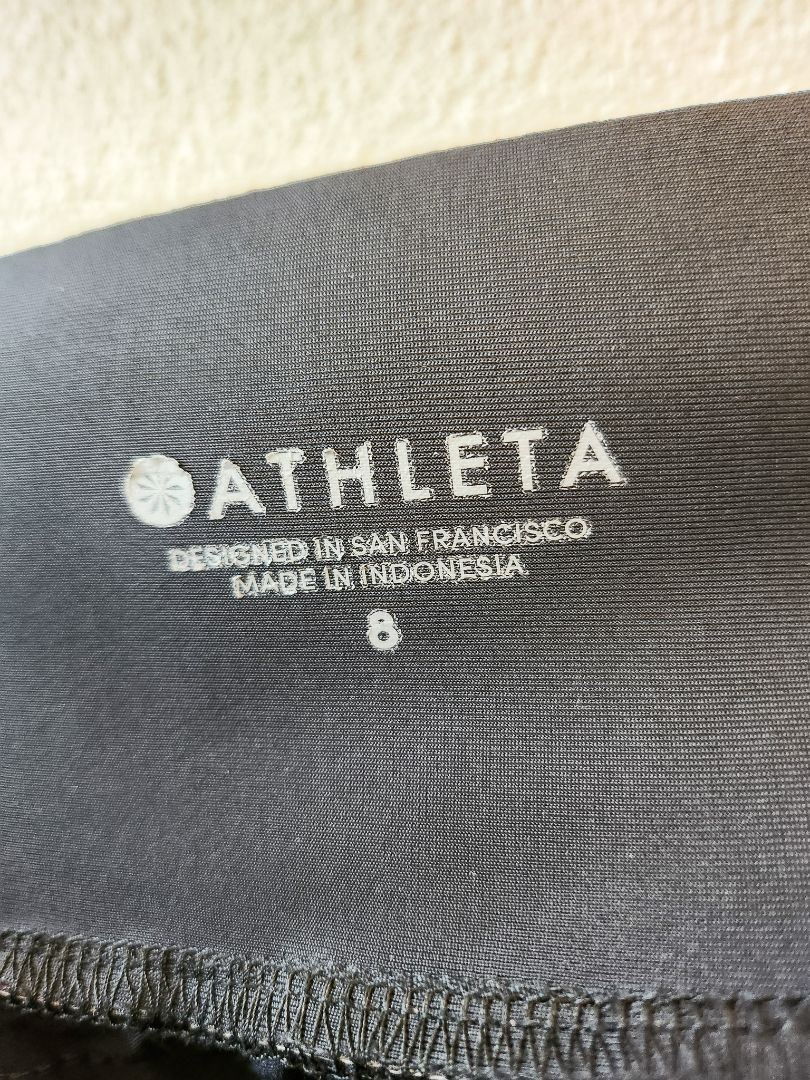 ATHLETA
DESIGNED IN SAN FRANCISCO
MADE IN INDONESIA
8